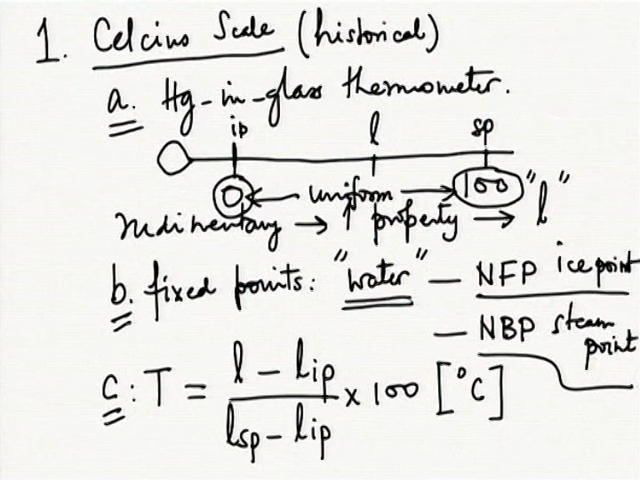 1. Celcius Scale (historical)
a. Hg-in-glass thermometer.
ip l sp
0 ← uniform → 100 "l"
rudimentary → ↑ property →
b. fixed points: "water" – NFP ice point
– NBP steam point
c: T = l - lip / lsp - lip × 100 [°C]